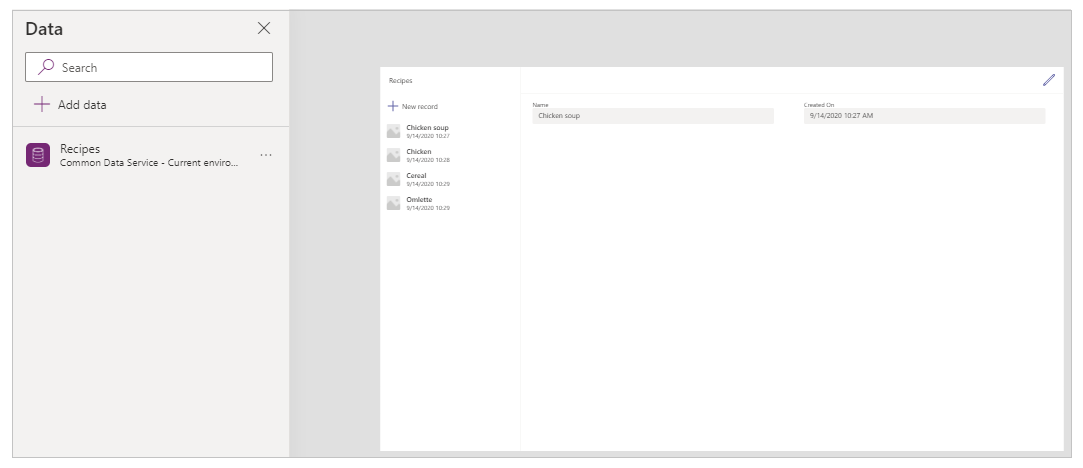 Data
Search
Add data
Recipes
Common Data Service - Current enviro...
Recipes
New record
Chicken soup
9/14/2020 10:27
Chicken
9/14/2020 10:28
Cereal
9/14/2020 10:29
Omlette
9/14/2020 10:29
Name
Chicken soup
Created On
9/14/2020 10:27 AM